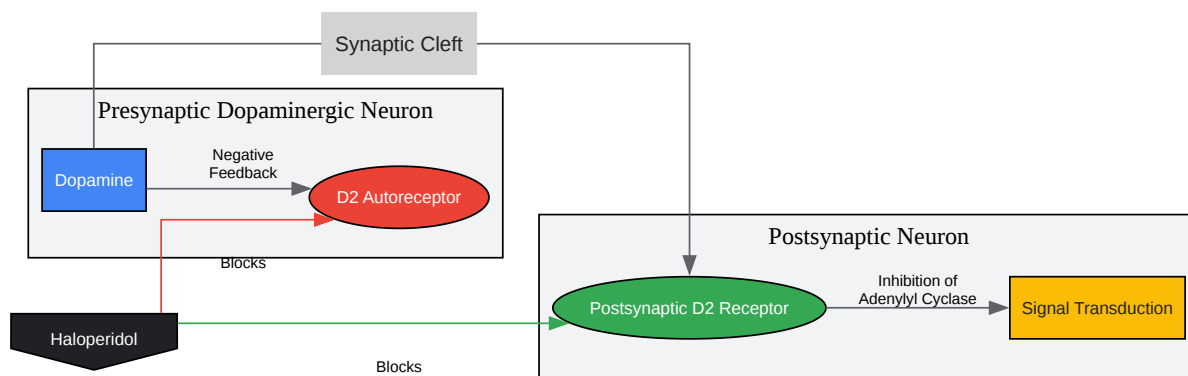 Synaptic Cleft
Presynaptic Dopaminergic Neuron
Negative
Feedback
Dopamine
D2 Autoreceptor
Blocks
Postsynaptic Neuron
Inhibition of
Adenylyl Cyclase
Postsynaptic D2 Receptor
Signal Transduction
Haloperidol
Blocks